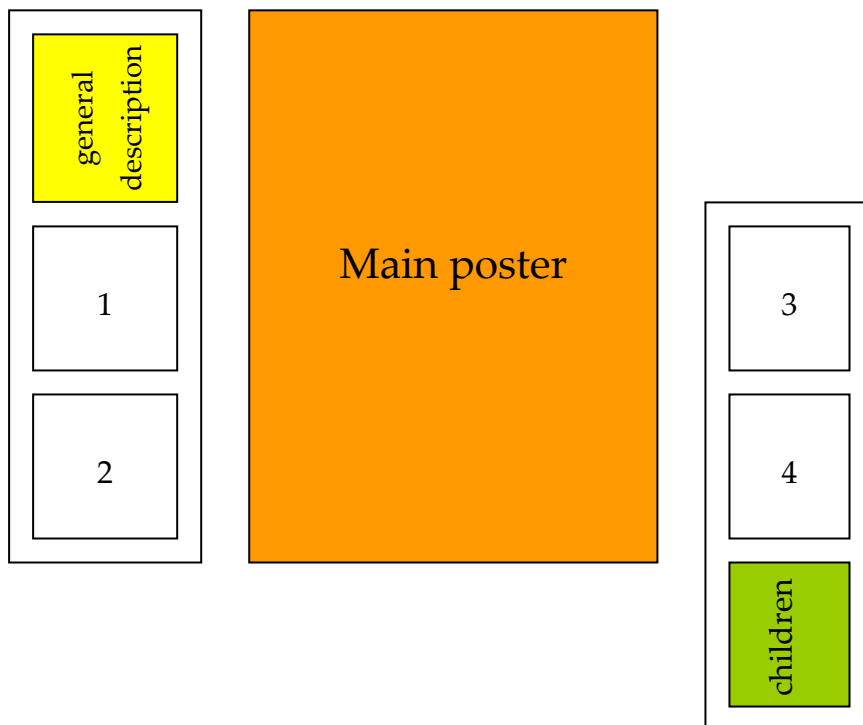 general
description
1
2
Main poster
3
4
children